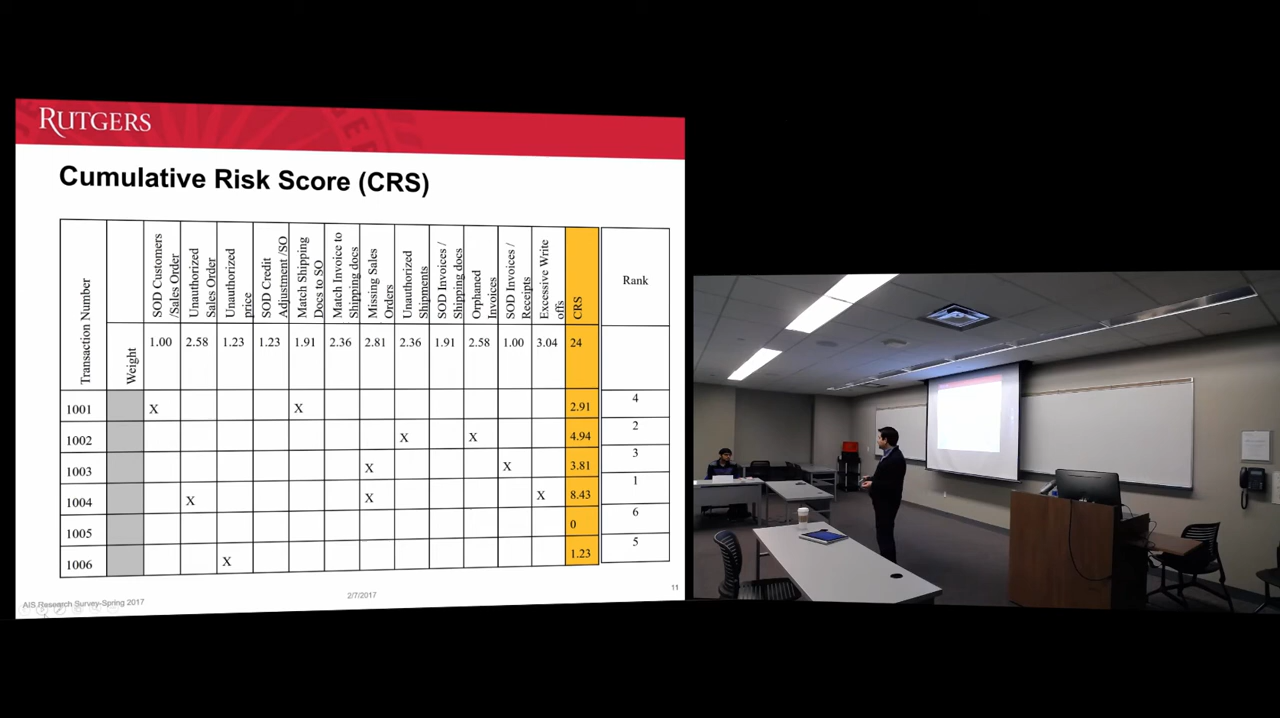 RUTGERS
Cumulative Risk Score (CRS)
Transaction Number
Weight
SOD Customers
/Sales Order
Unauthorized
Sales Order
Unauthorized
price
SOD Credit
Adjustment /SO
Match Shipping
Docs to SO
Match Invoice to
Shipping docs
Missing Sales
Orders
Unauthorized
Shipments
SOD Invoices /
Shipping docs
Orphaned
Invoices
SOD Invoices /
Receipts
Excessive Write
offs
CRS
Rank
1.00 2.58 1.23 1.23 1.91 2.36 2.81 2.36 1.91 2.58 1.00 3.04 24
1001 X X 2.91 4
1002 X X 4.94 2
1003 X X 3.81 3
1004 X X X 8.43 1
1005 0 6
1006 X 1.23 5
AIS Research Survey-Spring 2017
2/7/2017
11